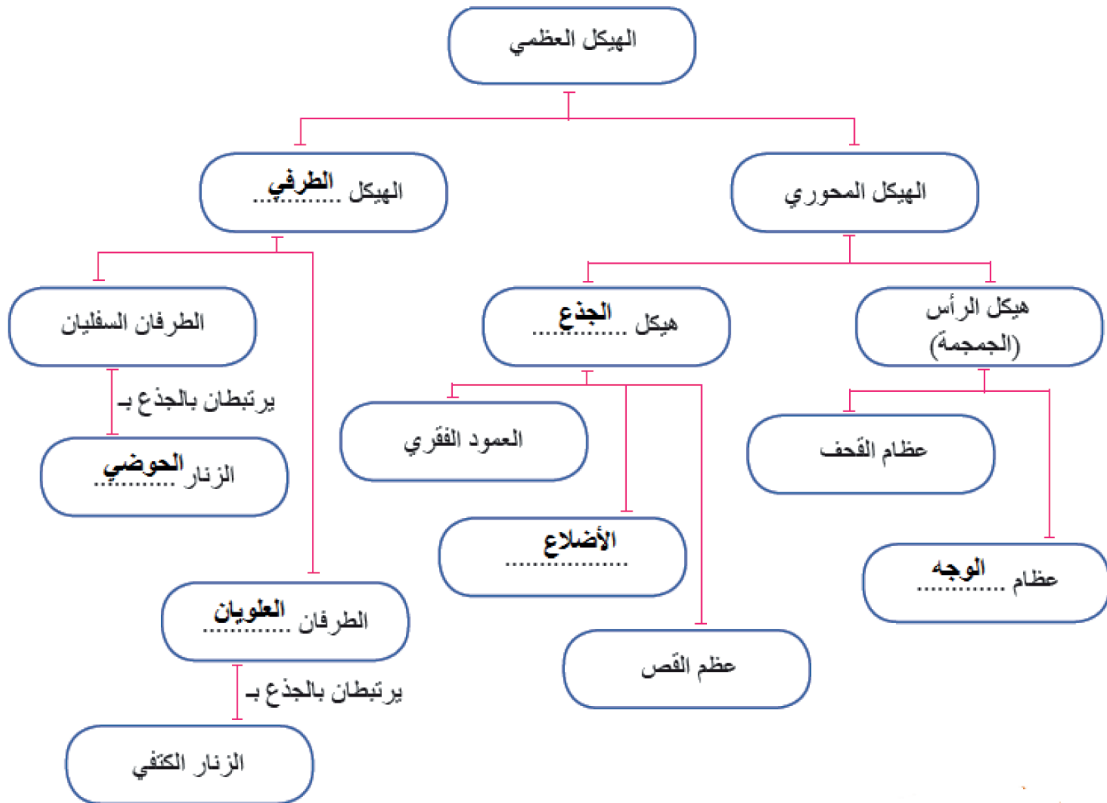 الهيكل العظمي
الهيكل المحوري
الهيكل الطرفي
هيكل الرأس
(الجمجمة)
هيكل الجذع
الطرفان السفليان
يرتبطان بالجذع بـ
عظام القحف
العمود الفقري
الزنار الحوضي
الأضلاع
عظام الوجه
الطرفان العلويان
عظم القص
يرتبطان بالجذع بـ
الزنار الكتفي